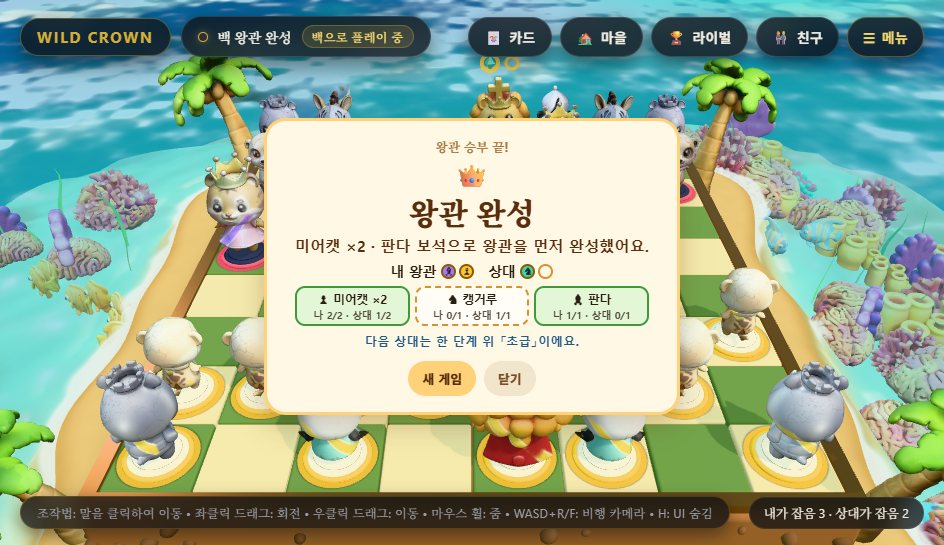 WILD CROWN
백 왕관 완성 백으로 플레이 중
카드
마을
라이벌
친구
☰ 메뉴
왕관 승부 끝!
왕관 완성
미어캣 ×2 · 판다 보석으로 왕관을 먼저 완성했어요.
내 왕관 상대
미어캣 ×2
나 2/2 · 상대 1/2
캥거루
나 0/1 · 상대 1/1
판다
나 1/1 · 상대 0/1
다음 상대는 한 단계 위 「초급」이에요.
새 게임
닫기
조작법: 말을 클릭하여 이동 • 좌클릭 드래그: 회전 • 우클릭 드래그: 이동 • 마우스 휠: 줌 • WASD+R/F: 비행 카메라 • H: UI 숨김
내가 잡음 3 · 상대가 잡음 2